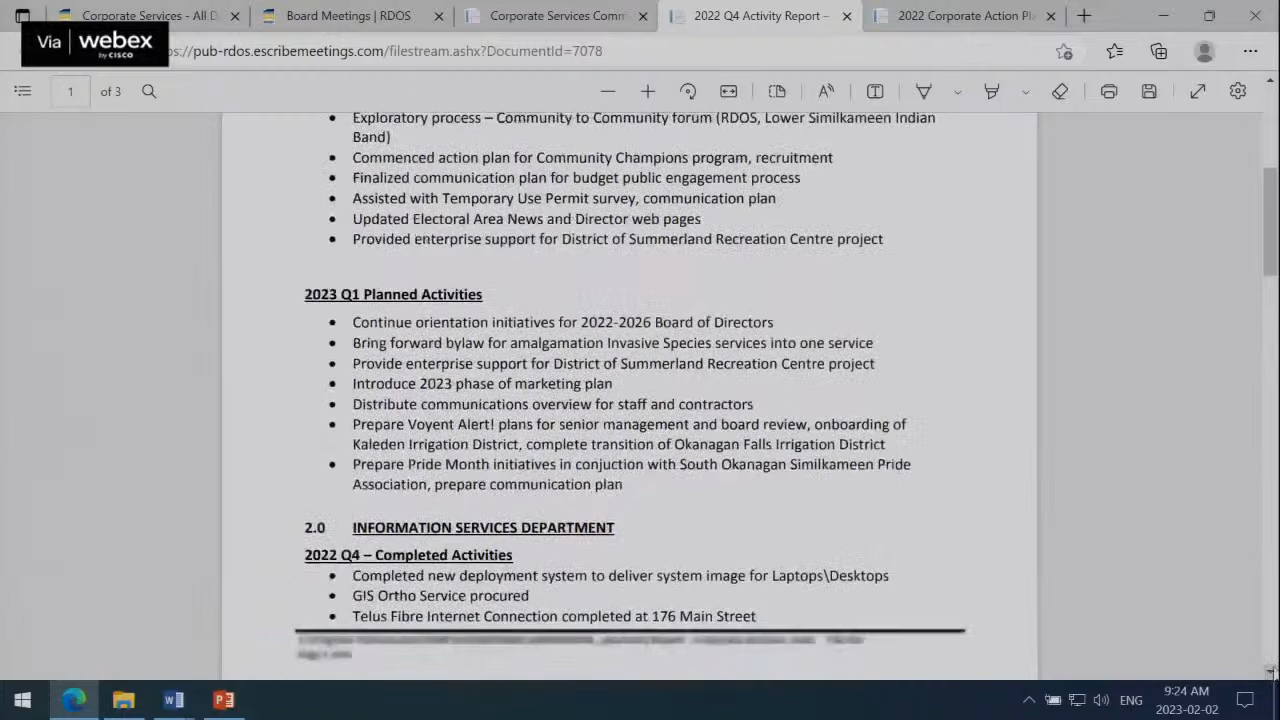 Corporate Services - All D
Board Meetings | RDOS
Corporate Services Comm
2022 Q4 Activity Report –
2022 Corporate Action Pla
Via webex
by CISCO
s://pub-rdos.escribemeetings.com/filestream.ashx?DocumentId=7078
1 of 3
• Exploratory process – Community to Community forum (RDOS, Lower Similkameen Indian
Band)
• Commenced action plan for Community Champions program, recruitment
• Finalized communication plan for budget public engagement process
• Assisted with Temporary Use Permit survey, communication plan
• Updated Electoral Area News and Director web pages
• Provided enterprise support for District of Summerland Recreation Centre project
2023 Q1 Planned Activities
• Continue orientation initiatives for 2022-2026 Board of Directors
• Bring forward bylaw for amalgamation Invasive Species services into one service
• Provide enterprise support for District of Summerland Recreation Centre project
• Introduce 2023 phase of marketing plan
• Distribute communications overview for staff and contractors
• Prepare Voyent Alert! plans for senior management and board review, onboarding of
Kaleden Irrigation District, complete transition of Okanagan Falls Irrigation District
• Prepare Pride Month initiatives in conjuction with South Okanagan Similkameen Pride
Association, prepare communication plan
2.0 INFORMATION SERVICES DEPARTMENT
2022 Q4 – Completed Activities
• Completed new deployment system to deliver system image for Laptops\Desktops
• GIS Ortho Service procured
• Telus Fibre Internet Connection completed at 176 Main Street
ENG
9:24 AM
2023-02-02